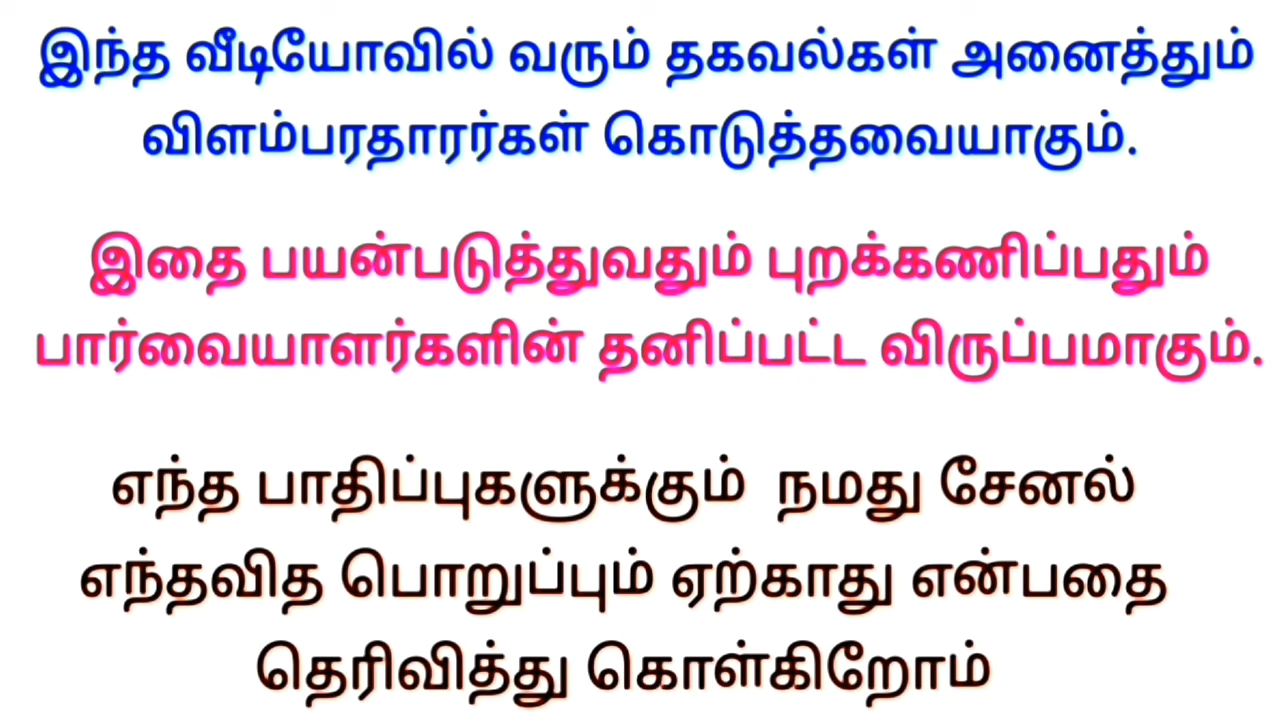 இந்த வீடியோவில் வரும் தகவல்கள் அனைத்தும்
விளம்பரதாரர்கள் கொடுத்தவையாகும்.
இதை பயன்படுத்துவதும் புறக்கணிப்பதும்
பார்வையாளர்களின் தனிப்பட்ட விருப்பமாகும்.
எந்த பாதிப்புகளுக்கும் நமது சேனல்
எந்தவித பொறுப்பும் ஏற்காது என்பதை
தெரிவித்து கொள்கிறோம்